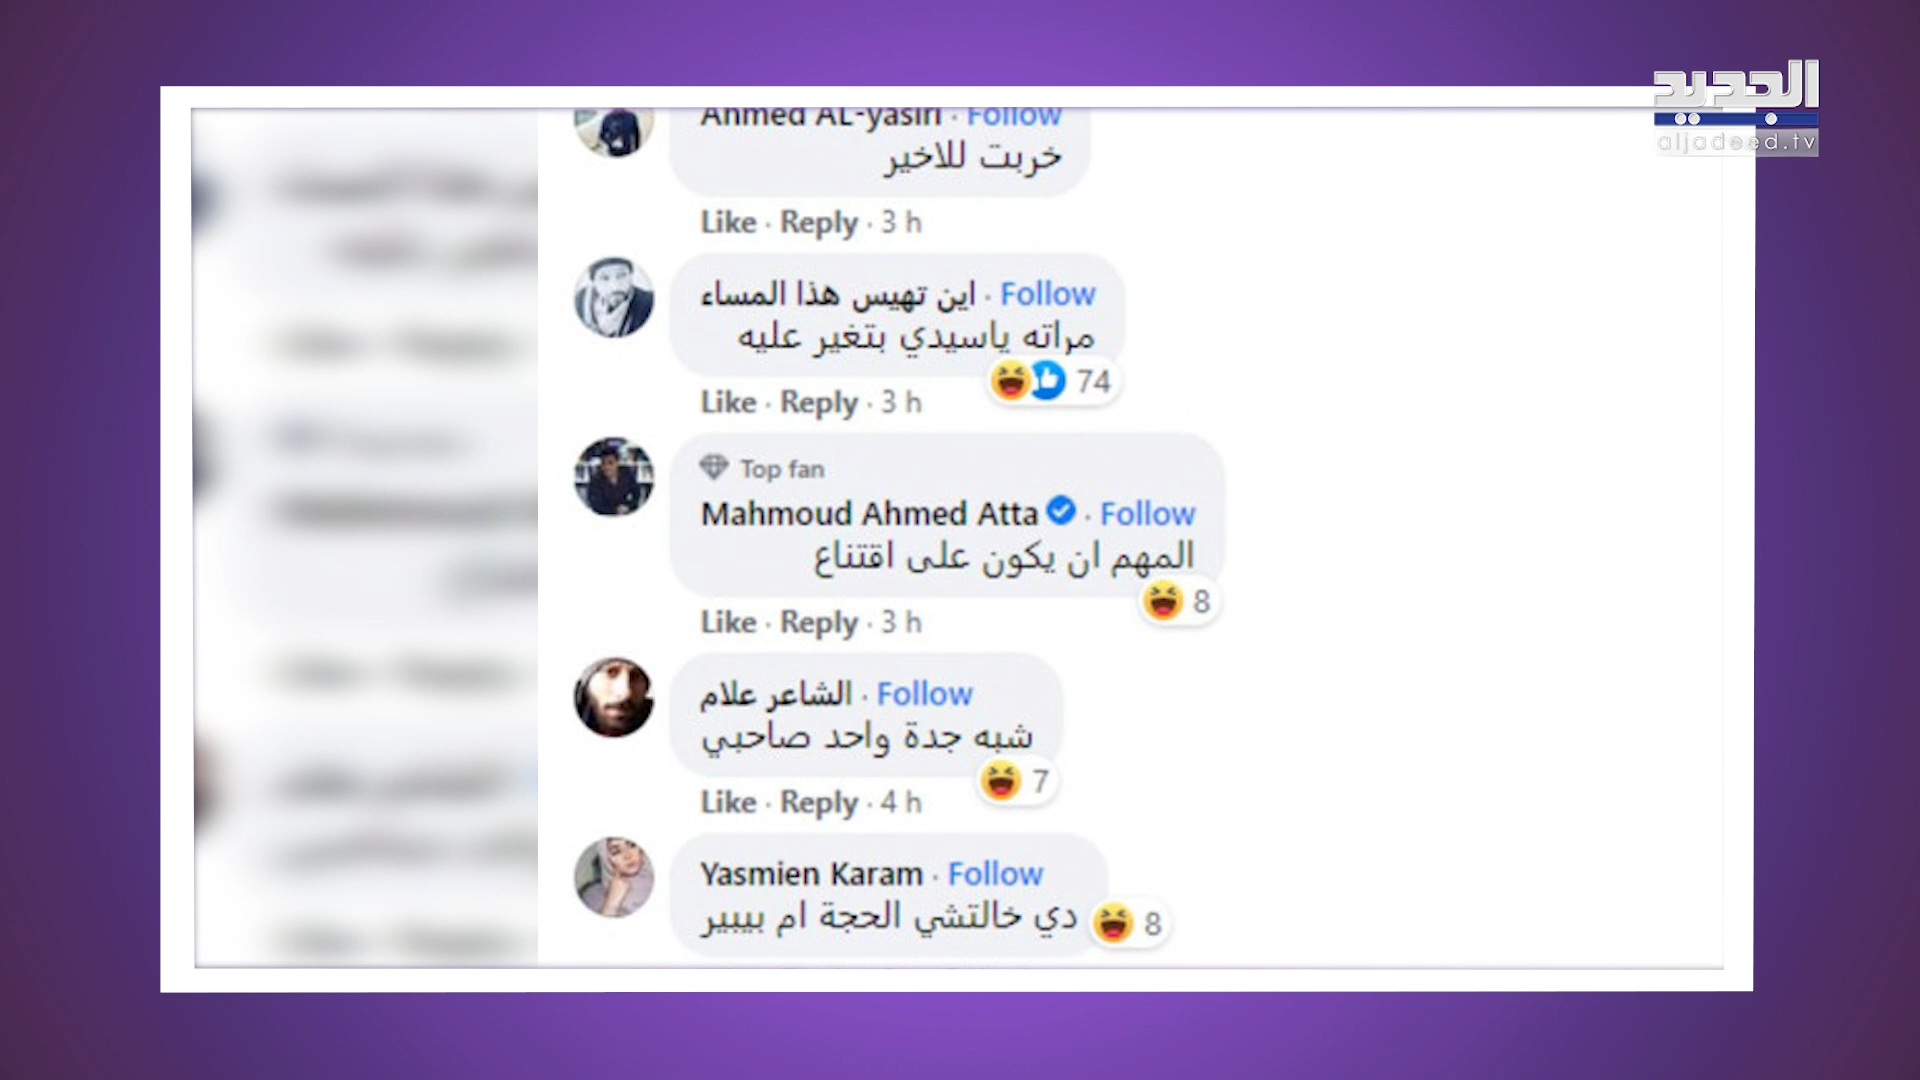 الجديد
aljadeed.tv
Ahmed AL-yasiri · Follow
خربت للاخير
Like · Reply · 3 h
اين تهيس هذا المساء · Follow
مراته ياسيدي بتغير عليه
74
Like · Reply · 3 h
Top fan
Mahmoud Ahmed Atta · Follow
المهم ان يكون على اقتناع
8
Like · Reply · 3 h
الشاعر علام · Follow
شبه جدة واحد صاحبي
7
Like · Reply · 4 h
Yasmien Karam · Follow
دي خالتشي الحجة ام بيبير
8